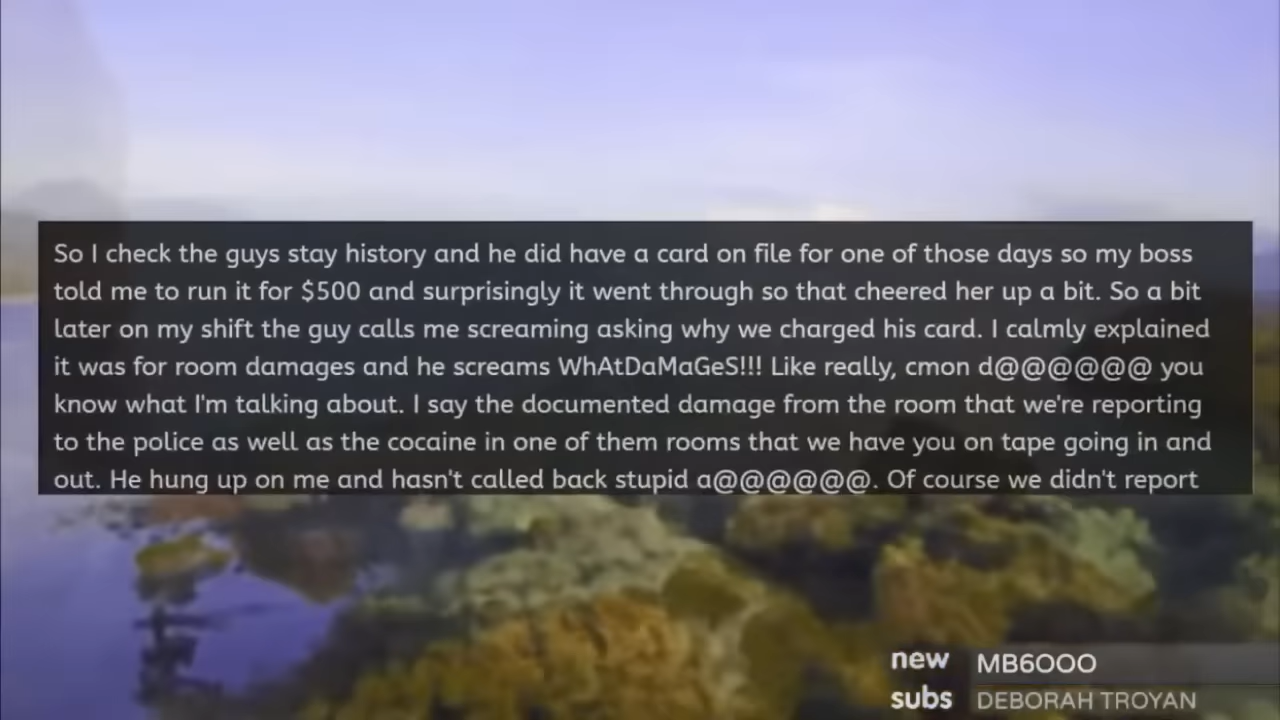 So I check the guys stay history and he did have a card on file for one of those days so my boss
told me to run it for $500 and surprisingly it went through so that cheered her up a bit. So a bit
later on my shift the guy calls me screaming asking why we charged his card. I calmly explained
it was for room damages and he screams WhAtDaMaGeS!!! Like really, cmon d@@@@@@ you
know what I'm talking about. I say the documented damage from the room that we're reporting
to the police as well as the cocaine in one of them rooms that we have you on tape going in and
out. He hung up on me and hasn't called back stupid a@@@@@@. Of course we didn't report
new MB6000
subs DEBORAH TROYAN